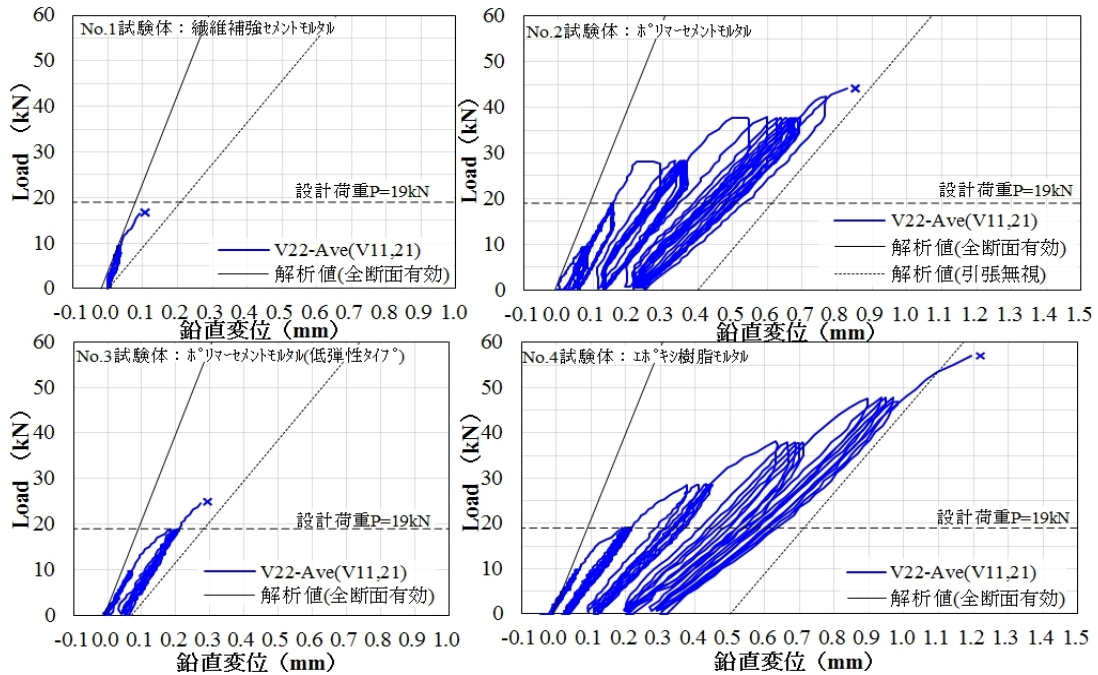 No.1試験体：繊維補強ｾﾒﾝﾄﾓﾙﾀﾙ
Load（kN）
60
50
40
30
20
10
0
設計荷重P=19kN
V22-Ave(V11,21)
解析値(全断面有効)
-0.1 0.0 0.1 0.2 0.3 0.4 0.5 0.6 0.7 0.8 0.9 1.0
鉛直変位（mm）
No.2試験体：ﾎﾟﾘﾏｰｾﾒﾝﾄﾓﾙﾀﾙ
Load（kN）
60
50
40
30
20
10
0
設計荷重P=19kN
V22-Ave(V11,21)
解析値(全断面有効)
解析値(引張無視)
-0.1 0.0 0.1 0.2 0.3 0.4 0.5 0.6 0.7 0.8 0.9 1.0 1.1 1.2 1.3 1.4 1.5
鉛直変位（mm）
No.3試験体：ﾎﾟﾘﾏｰｾﾒﾝﾄﾓﾙﾀﾙ(低弾性ﾀｲﾌﾟ)
Load（kN）
60
50
40
30
20
10
0
設計荷重P=19kN
V22-Ave(V11,21)
解析値(全断面有効)
-0.1 0.0 0.1 0.2 0.3 0.4 0.5 0.6 0.7 0.8 0.9 1.0
鉛直変位（mm）
No.4試験体：ｴﾎﾟｷｼ樹脂ﾓﾙﾀﾙ
Load（kN）
60
50
40
30
20
10
0
設計荷重P=19kN
V22-Ave(V11,21)
解析値(全断面有効)
-0.1 0.0 0.1 0.2 0.3 0.4 0.5 0.6 0.7 0.8 0.9 1.0 1.1 1.2 1.3 1.4 1.5
鉛直変位（mm）